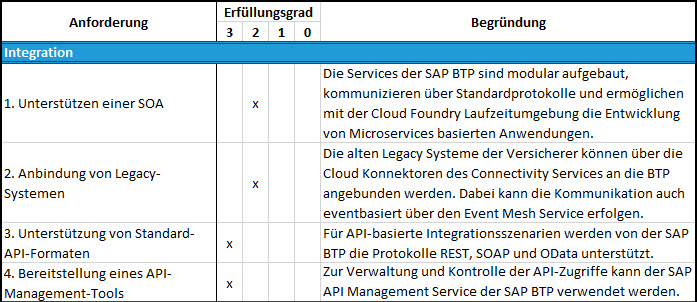 Anforderung Erfüllungsgrad Begründung
3 2 1 0
Integration
1. Unterstützen einer SOA x
Die Services der SAP BTP sind modular aufgebaut,
kommunizieren über Standardprotokolle und ermöglichen
mit der Cloud Foundry Laufzeitumgebung die Entwicklung
von Microservices basierten Anwendungen.
2. Anbindung von Legacy-
Systemen x
Die alten Legacy Systeme der Versicherer können über die
Cloud Konnektoren des Connectivity Services an die BTP
angebunden werden. Dabei kann die Kommunikation auch
eventbasiert über den Event Mesh Service erfolgen.
3. Unterstützung von Standard-
API-Formaten x
Für API-basierte Integrationsszenarien werden von der SAP
BTP die Protokolle REST, SOAP und OData unterstützt.
4. Bereitstellung eines API-
Management-Tools x
Zur Verwaltung und Kontrolle der API-Zugriffe kann der SAP
API Management Service der SAP BTP verwendet werden.